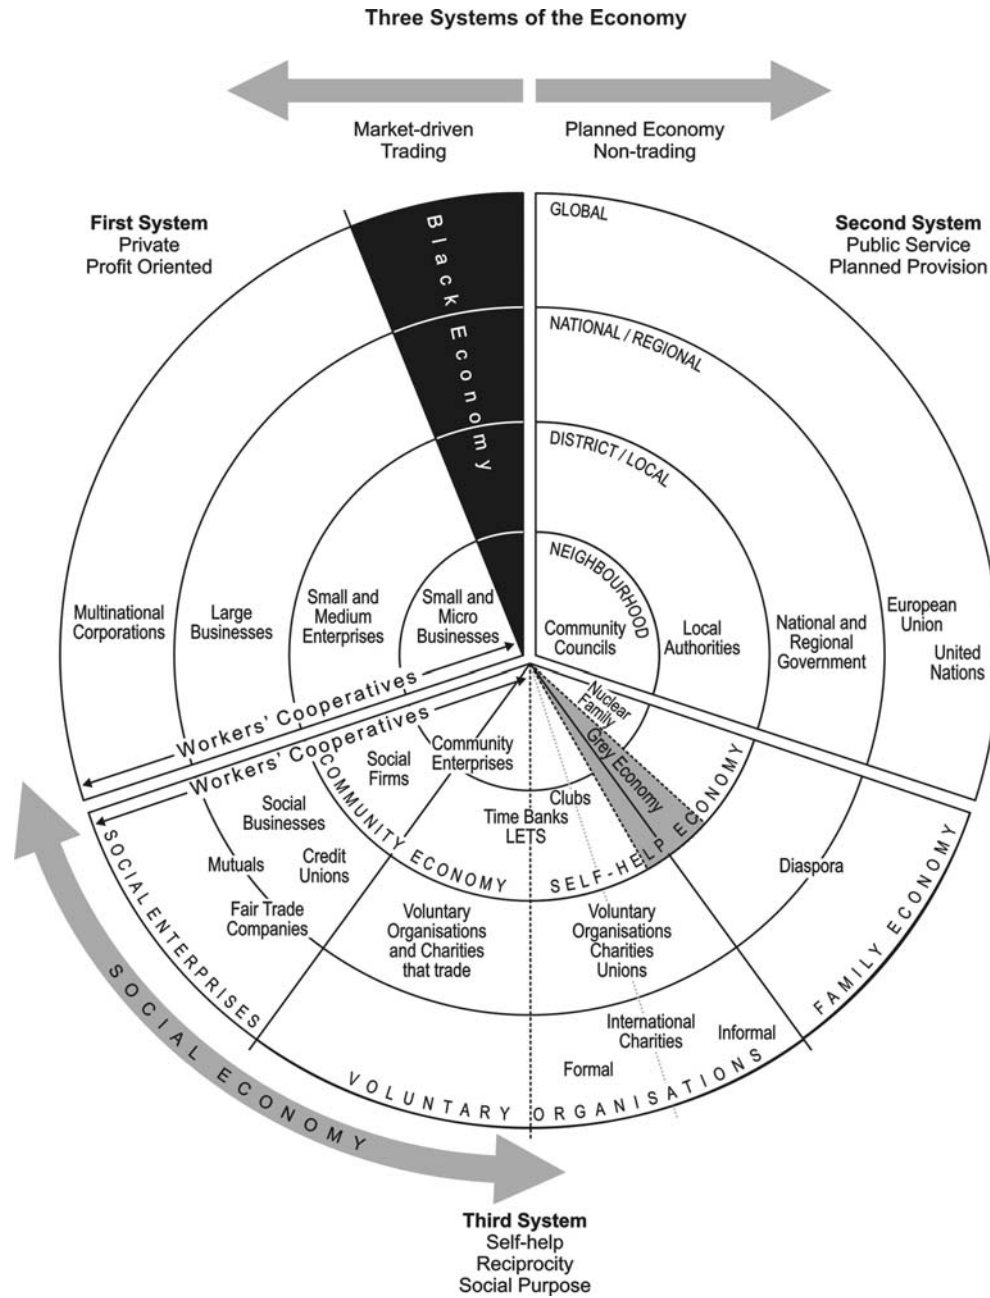 Three Systems of the Economy
Market-driven
Trading
Planned Economy
Non-trading
First System
Private
Profit Oriented
Second System
Public Service
Planned Provision
Black Economy
GLOBAL
NATIONAL / REGIONAL
DISTRICT / LOCAL
NEIGHBOURHOOD
Multinational
Corporations
Large
Businesses
Small and
Medium
Enterprises
Small and
Micro
Businesses
Community
Councils
Local
Authorities
National and
Regional
Government
European
Union
United
Nations
Workers' Cooperatives
Workers' Cooperatives
Nuclear
Family
Grey Economy
Social
Firms
Community
Enterprises
Clubs
Time Banks
LETS
COMMUNITY ECONOMY
SELF-HELP ECONOMY
Social
Businesses
Mutuals
Credit
Unions
Fair Trade
Companies
Voluntary
Organisations
and Charities
that trade
Voluntary
Organisations
Charities
Unions
Diaspora
International
Charities
Informal
Formal
SOCIAL ENTERPRISES
VOLUNTARY ORGANISATIONS
FAMILY ECONOMY
SOCIAL ECONOMY
Third System
Self-help
Reciprocity
Social Purpose